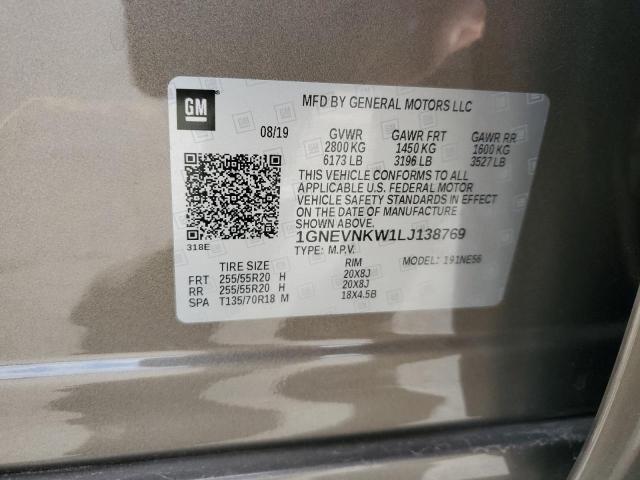 GM
MFD BY GENERAL MOTORS LLC
08/19 GVWR GAWR FRT GAWR RR
2800 KG 1450 KG 1600 KG
6173 LB 3196 LB 3527 LB
THIS VEHICLE CONFORMS TO ALL
APPLICABLE U.S. FEDERAL MOTOR
VEHICLE SAFETY STANDARDS IN EFFECT
ON THE DATE OF MANUFACTURE
SHOWN ABOVE.
318E
1GNEVNKW1LJ138769
TYPE: M.P.V. MODEL: 191NE56
TIRE SIZE RIM
FRT 255/55R20 H 20X8J
RR 255/55R20 H 20X8J
SPA T135/70R18 M 18X4.5B